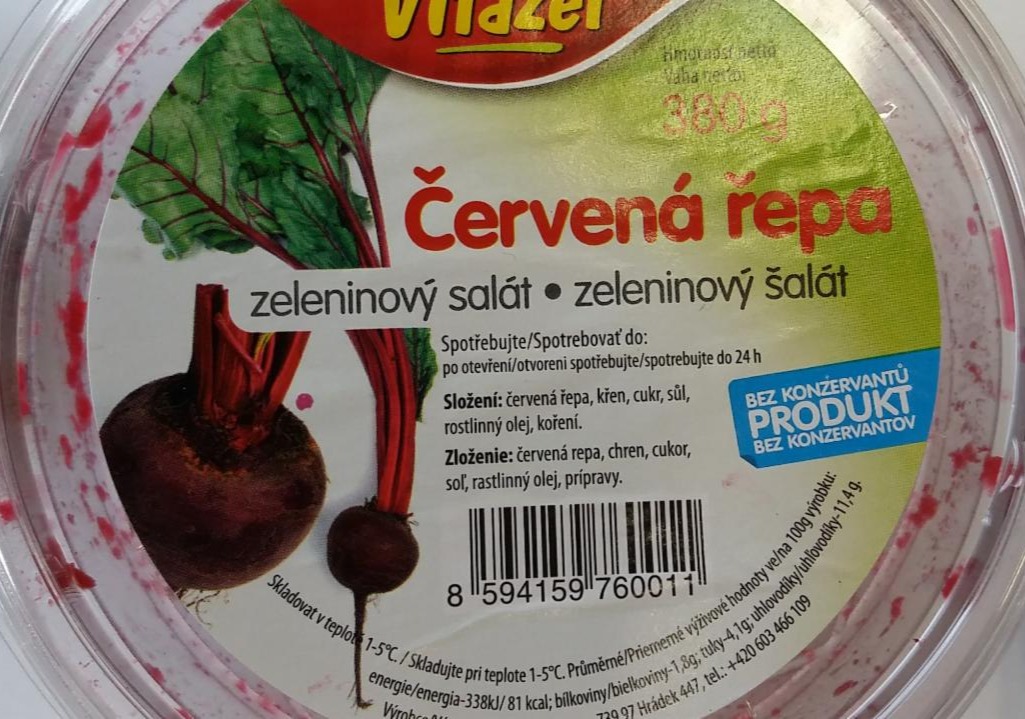 Vitazel
Hmotnost netto
Váha netto:
380 g
Červená řepa
zeleninový salát • zeleninový šalát
Spotřebujte/Spotrebovať do:
po otevření/otvoreni spotřebujte/spotrebujte do 24 h
Složení: červená řepa, křen, cukr, sůl,
rostlinný olej, koření.
Zloženie: červená repa, chren, cukor,
soľ, rastlinný olej, prípravy.
BEZ KONZERVANTŮ
PRODUKT
BEZ KONZERVANTOV
8 594159 760011
Skladovat v teplotě 1-5°C. / Skladujte pri teplote 1-5°C. Průměrné/Priemerné výživové hodnoty ve/na 100g výrobku:
energie/energia-338kJ/ 81 kcal; bílkoviny/bielkoviny-1,8g; tuky-4,1g; uhlovodíky/uhľovodíky-11,4 g.
739 97 Hrádek 447, tel.: +420 603 466 109